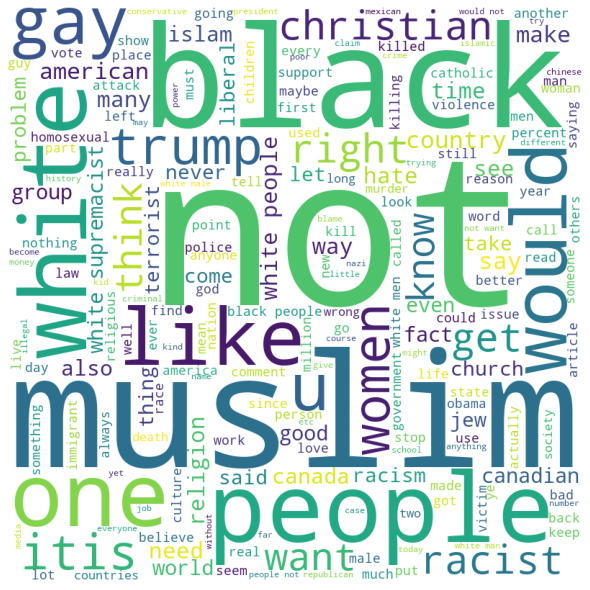 conservative
president
mexican
would not
try
gay
black
christian
make
another
islam
killed
going
every
poor
claim
islamic
guy
vote
show
place
must
children
support
maybe
catholic
time
crime
man
woman
american
liberal
killing
power
first
violence
men
chinese
many
attack
left
may
trump
right
country
percent
saying
problem
homosexual
part
really
never
used
still
different
history
white male
tell
let
long
hate
murder
trying
see
reason
year
group
think
terrorist
white people
look
take
word
others
nothing
become
money
point
police
blame
kill
way
called
new
nazi
know
call
white
law
white supremacist
kid
criminal
anyone
come
god
little
not want
say
read
someone
would
religious
find
black people
wrong
better
live
illegal
ever
mean
nation
well
kind
like
go
course
white men
could
issue
even
get
article
day
also
america
name
comment
million
give
women
fact
might
life
church
something
immigrant
always
thing
race
since
u
person
etc
government
state
obama
actually
society
death
work
good
love
school
stop
jew
use
anything
muslim
not
one
yet
culture
religion
said
canada
racism
made
got
victim
ye
canadian
job
people
believe
two
case
bad
number
itis
need
everyone
without
want
real
far
male
today
back
keep
media
world
seem
much
put
white man
racist
lot
countries
people not
republican